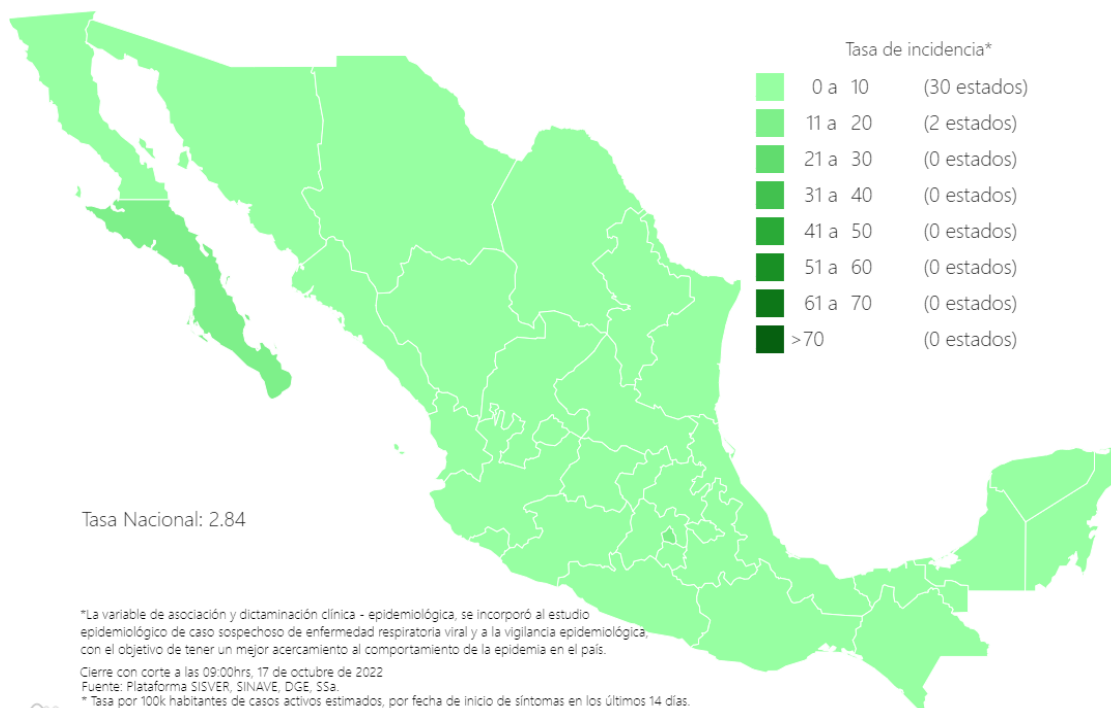 Tasa de incidencia*
0 a 10 (30 estados)
11 a 20 (2 estados)
21 a 30 (0 estados)
31 a 40 (0 estados)
41 a 50 (0 estados)
51 a 60 (0 estados)
61 a 70 (0 estados)
>70 (0 estados)
Tasa Nacional: 2.84
*La variable de asociación y dictaminación clínica - epidemiológica, se incorporó al estudio
epidemiológico de caso sospechoso de enfermedad respiratoria viral y a la vigilancia epidemiológica,
con el objetivo de tener un mejor acercamiento al comportamiento de la epidemia en el país.
Cierre con corte a las 09:00hrs, 17 de octubre de 2022
Fuente: Plataforma SISVER, SINAVE, DGE, SSa.
* Tasa por 100k habitantes de casos activos estimados, por fecha de inicio de síntomas en los últimos 14 días.